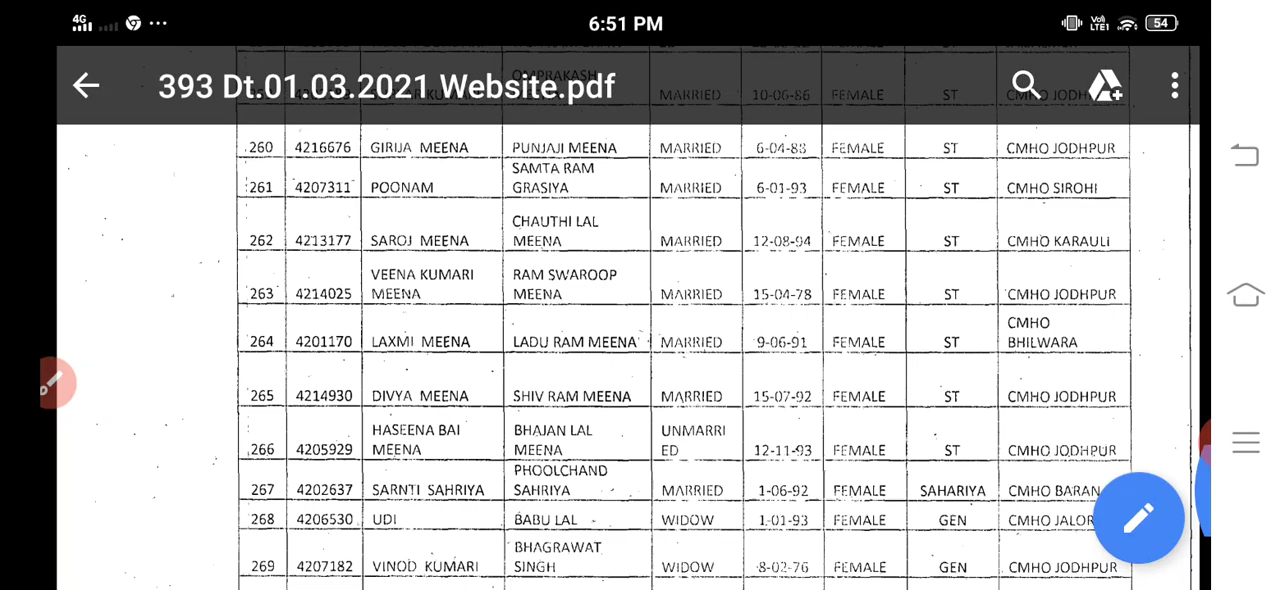 4G 6:51 PM Voll LTE1 54
393 Dt.01.03.2021 Website.pdf
OMPRAKASH
MARRIED 10-06-86 FEMALE ST CMHO JODHPUR
260 4216676 GIRIJA MEENA PUNJAJI MEENA MARRIED 6-04-88 FEMALE ST CMHO JODHPUR
SAMTA RAM
261 4207311 POONAM GRASIYA MARRIED 6-01-93 FEMALE ST CMHO SIROHI
CHAUTHI LAL
262 4213177 SAROJ MEENA MEENA MARRIED 12-08-94 FEMALE ST CMHO KARAULI
VEENA KUMARI RAM SWAROOP
263 4214025 MEENA MEENA MARRIED 15-04-78 FEMALE ST CMHO JODHPUR
CMHO
264 4201170 LAXMI MEENA LADU RAM MEENA MARRIED 9-06-91 FEMALE ST BHILWARA
265 4214930 DIVYA MEENA SHIV RAM MEENA MARRIED 15-07-92 FEMALE ST CMHO JODHPUR
HASEENA BAI BHAJAN LAL UNMARRI
266 4205929 MEENA MEENA ED 12-11-93 FEMALE ST CMHO JODHPUR
PHOOLCHAND
267 4202637 SARNTI SAHRIYA SAHRIYA MARRIED 1-06-92 FEMALE SAHARIYA CMHO BARAN
268 4206530 UDI BABU LAL WIDOW 1-01-93 FEMALE GEN CMHO JALOR
BHAGRAWAT
269 4207182 VINOD KUMARI SINGH WIDOW 8-02-76 FEMALE GEN CMHO JODHPUR